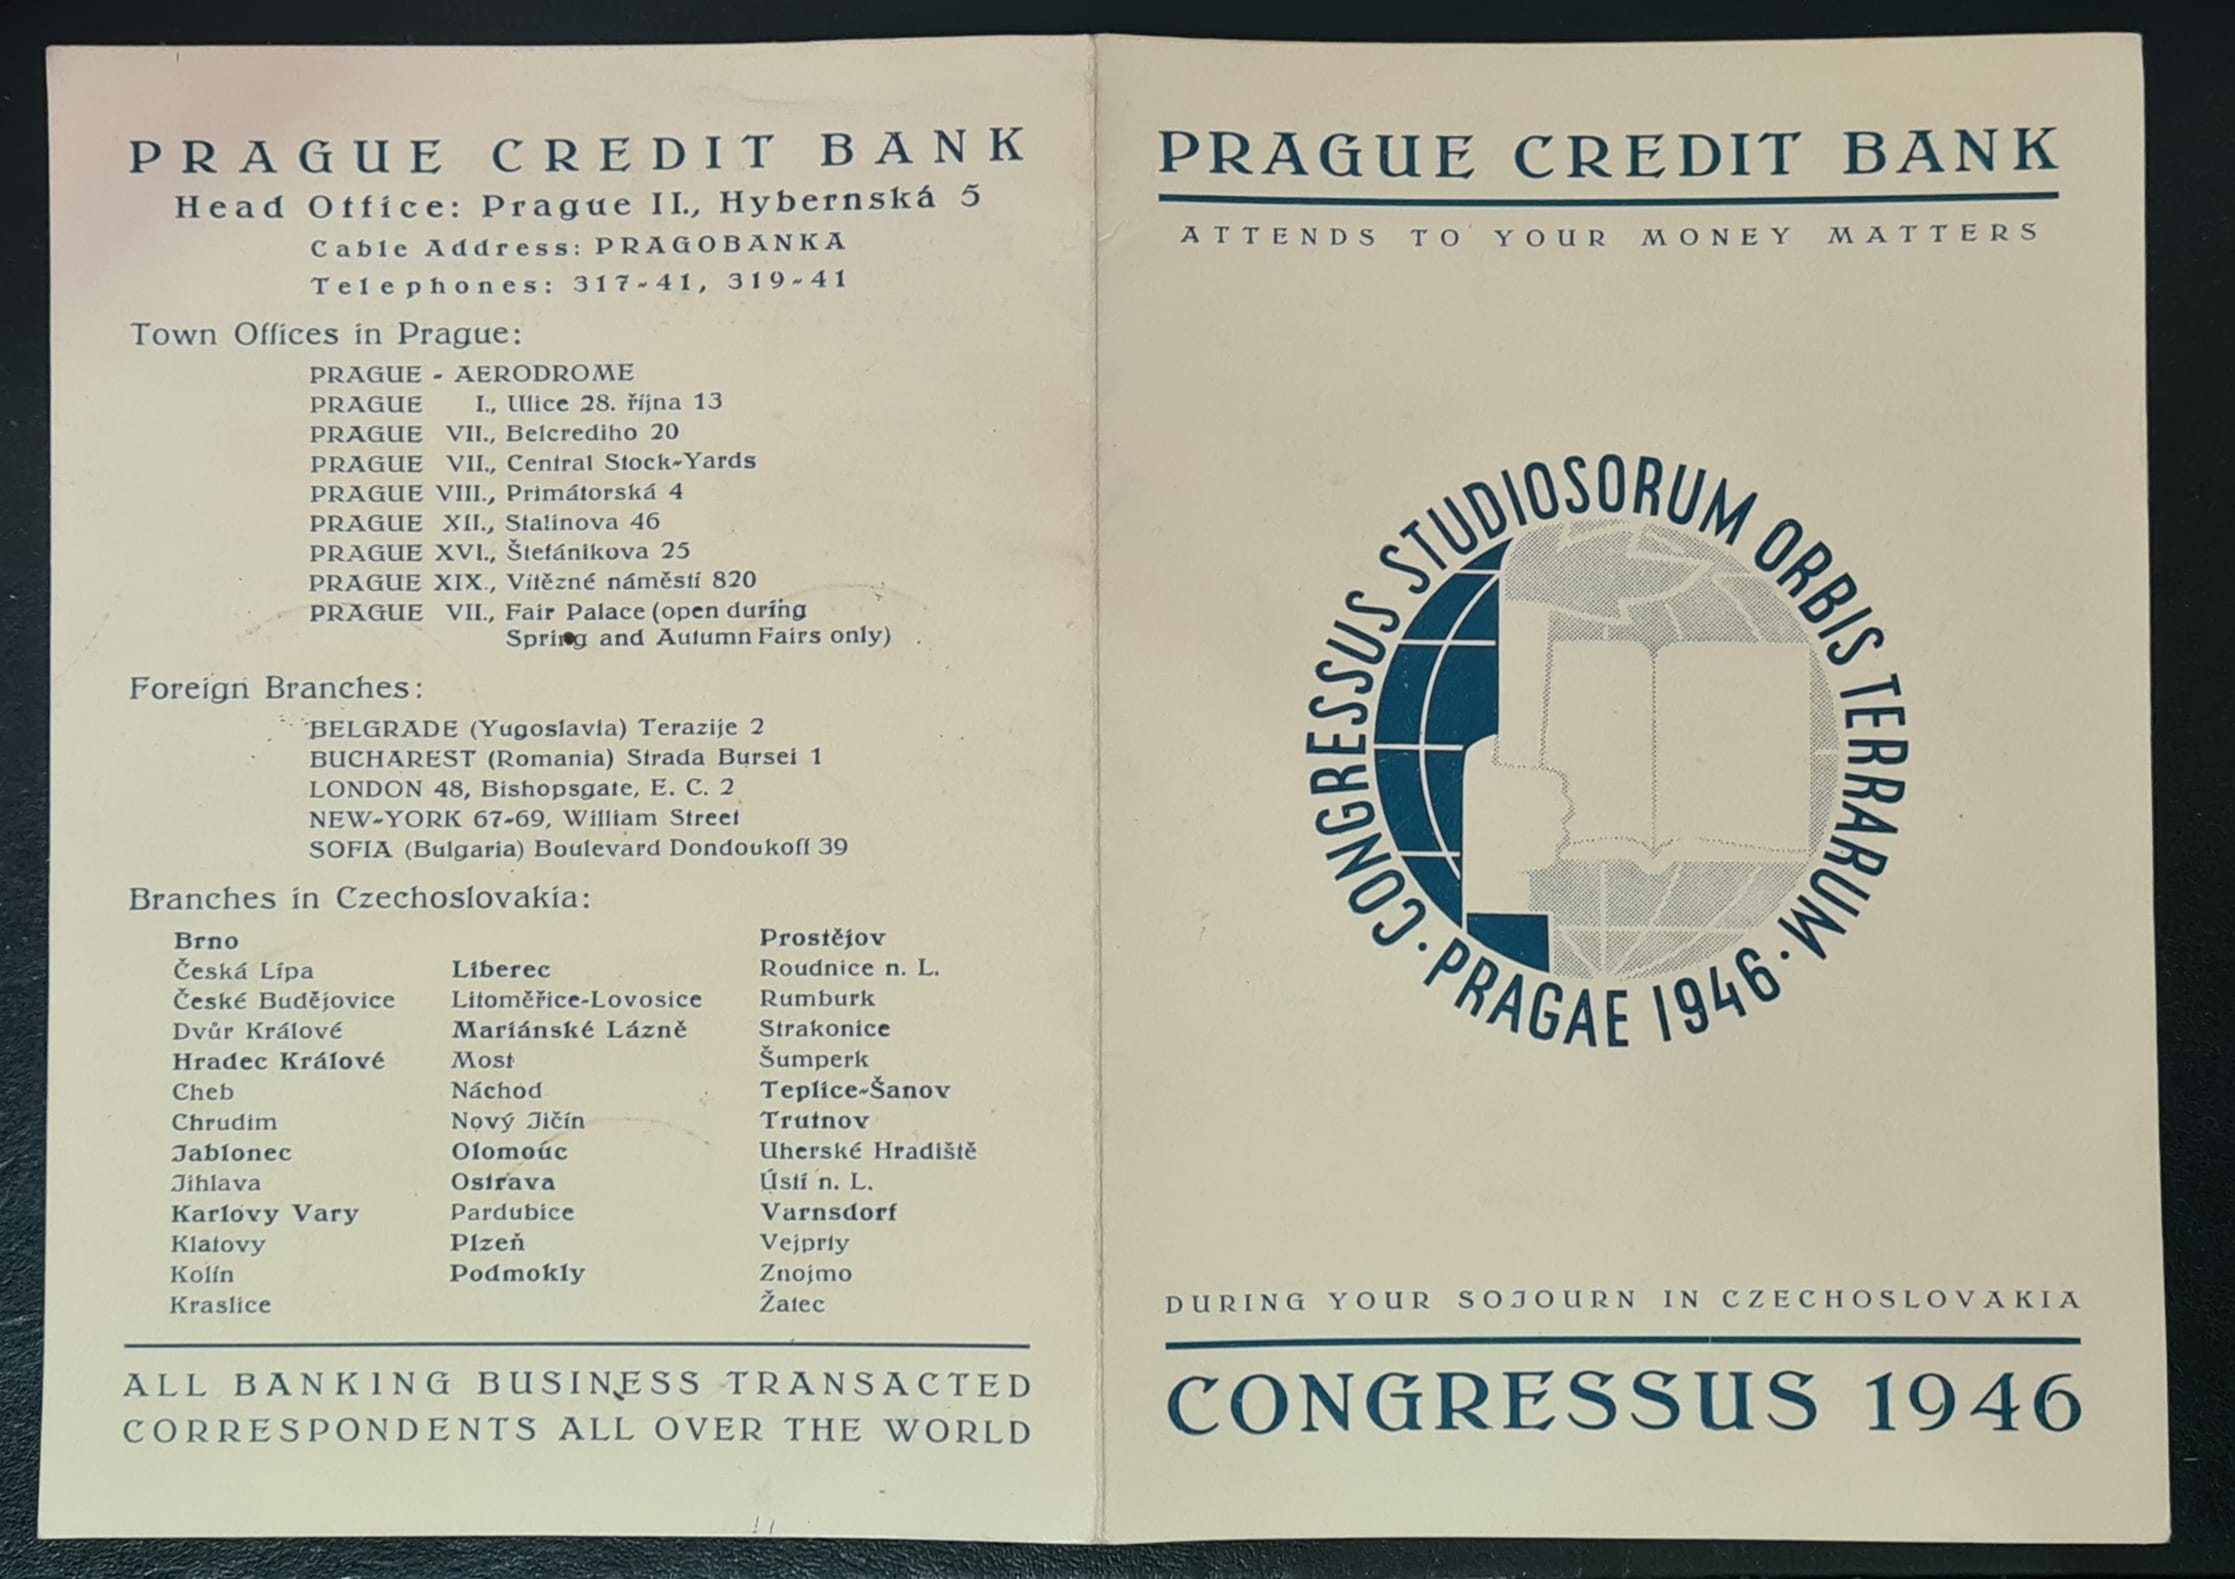 PRAGUE CREDIT BANK
Head Office: Prague II., Hybernská 5
Cable Address: PRAGOBANKA
Telephones: 317-41, 319-41
Town Offices in Prague:
PRAGUE - AERODROME
PRAGUE I., Ulice 28. října 13
PRAGUE VII., Belcrediho 20
PRAGUE VII., Central Stock-Yards
PRAGUE VIII., Primátorská 4
PRAGUE XII., Stalinova 46
PRAGUE XVI., Štefánikova 25
PRAGUE XIX., Vítězné náměstí 820
PRAGUE VII., Fair Palace (open during
Spring and Autumn Fairs only)
Foreign Branches:
BELGRADE (Yugoslavia) Terazije 2
BUCHAREST (Romania) Strada Bursei 1
LONDON 48, Bishopsgate, E. C. 2
NEW-YORK 67-69, William Street
SOFIA (Bulgaria) Boulevard Dondoukoff 39
Branches in Czechoslovakia:
Brno
Česká Lípa
České Budějovice
Dvůr Králové
Hradec Králové
Cheb
Chrudim
Jablonec
Jihlava
Karlovy Vary
Klatovy
Kolín
Kraslice
Liberec
Litoměřice-Lovosice
Mariánské Lázně
Most
Náchod
Nový Jičín
Olomouc
Ostrava
Pardubice
Plzeň
Podmokly
Prostějov
Roudnice n. L.
Rumburk
Strakonice
Šumperk
Teplice-Šanov
Trutnov
Uherské Hradiště
Ústí n. L.
Varnsdorf
Vejprty
Znojmo
Žatec
ALL BANKING BUSINESS TRANSACTED
CORRESPONDENTS ALL OVER THE WORLD
PRAGUE CREDIT BANK
ATTENDS TO YOUR MONEY MATTERS
CONGRESSUS STUDIOSORUM ORBIS TERRARUM
· PRAGAE 1946 ·
DURING YOUR SOJOURN IN CZECHOSLOVAKIA
CONGRESSUS 1946